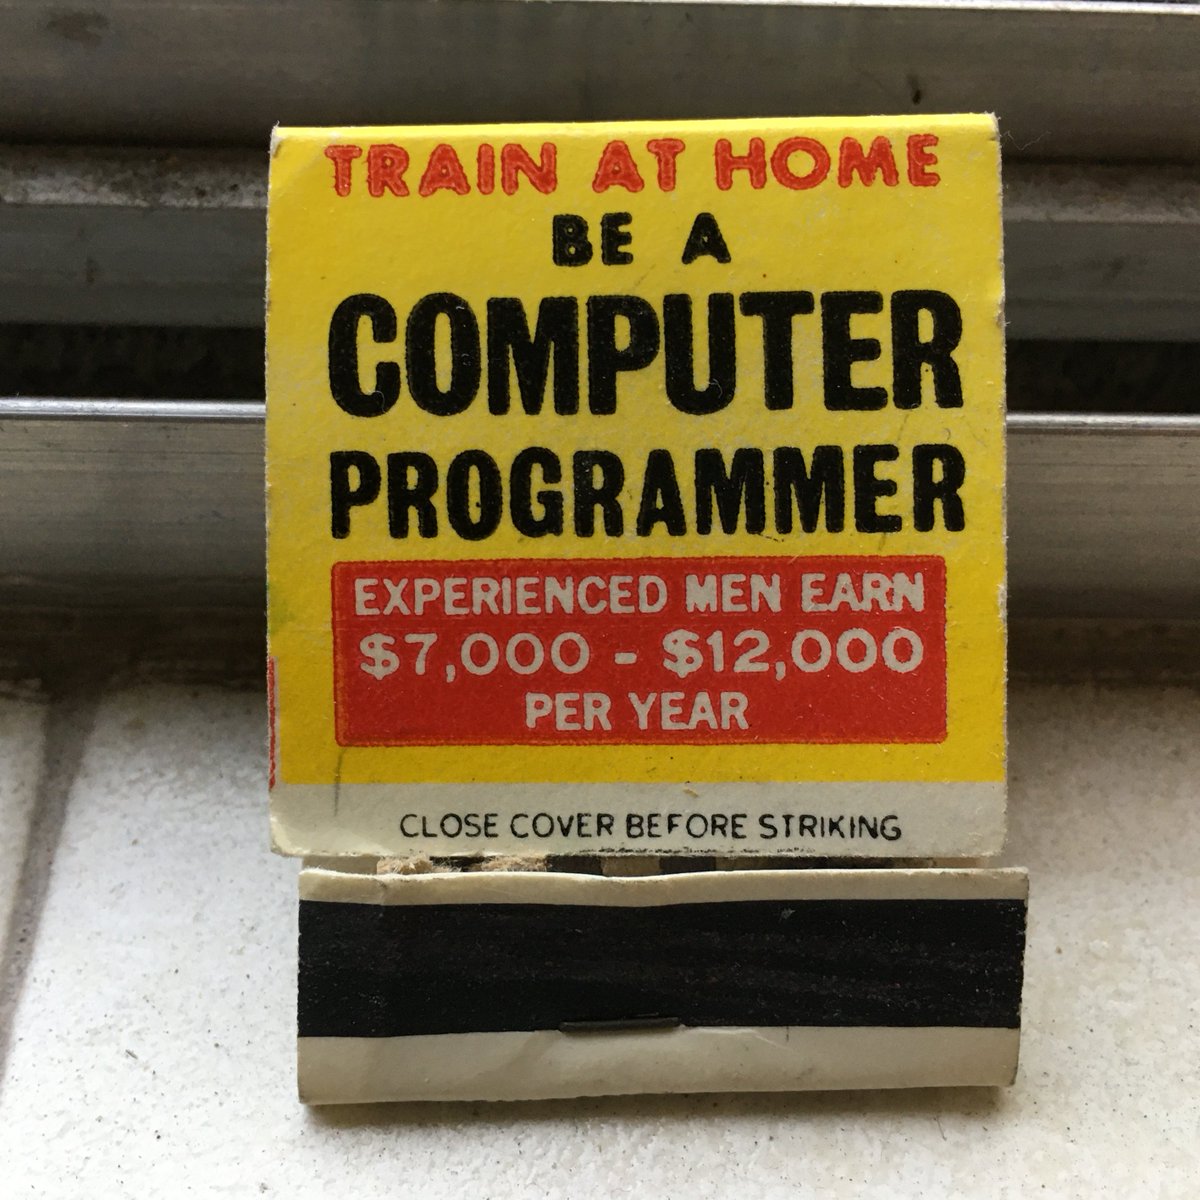 TRAIN AT HOME
BE A
COMPUTER
PROGRAMMER
EXPERIENCED MEN EARN
$7,000 - $12,000
PER YEAR
CLOSE COVER BEFORE STRIKING